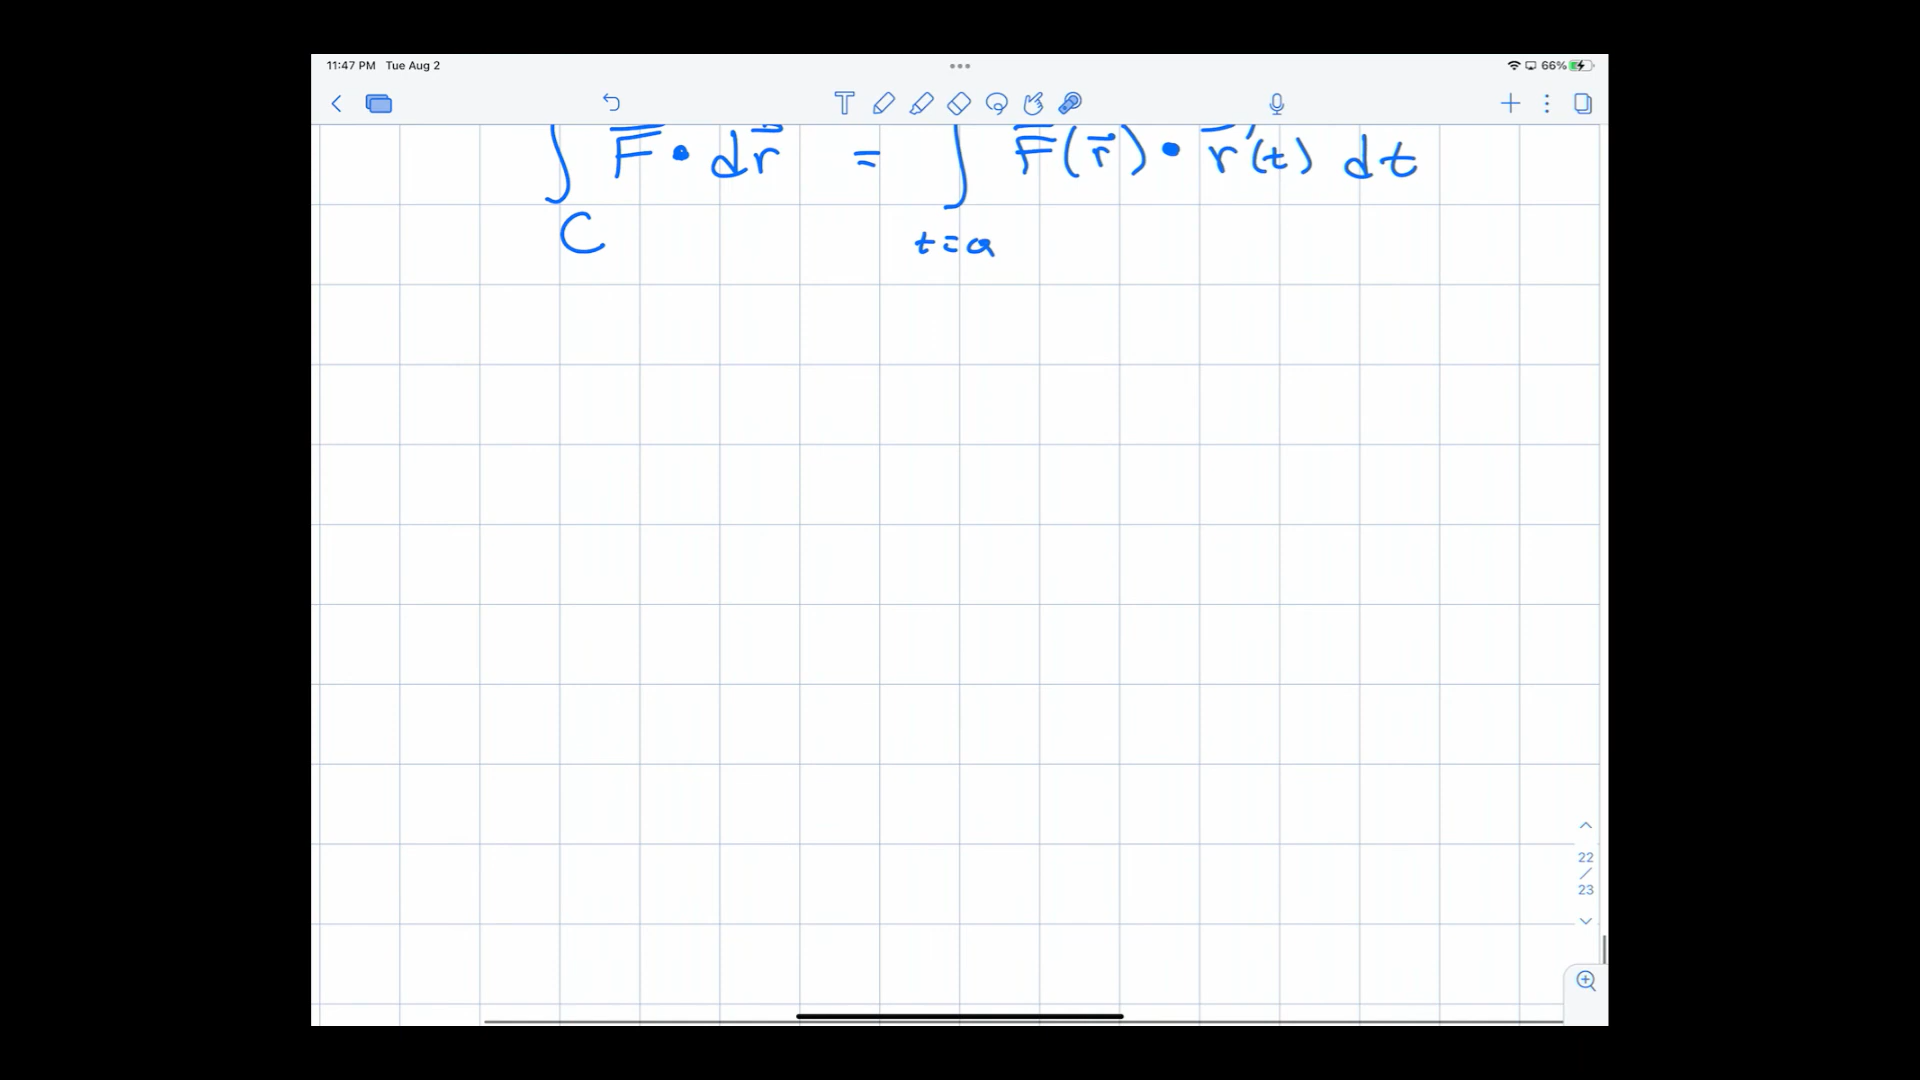 11:47 PM Tue Aug 2
66%
T
∫ F̅ • dr⃗ = ∫ F̅(r⃗) • r⃗'(t) dt
C t=a
22
/
23